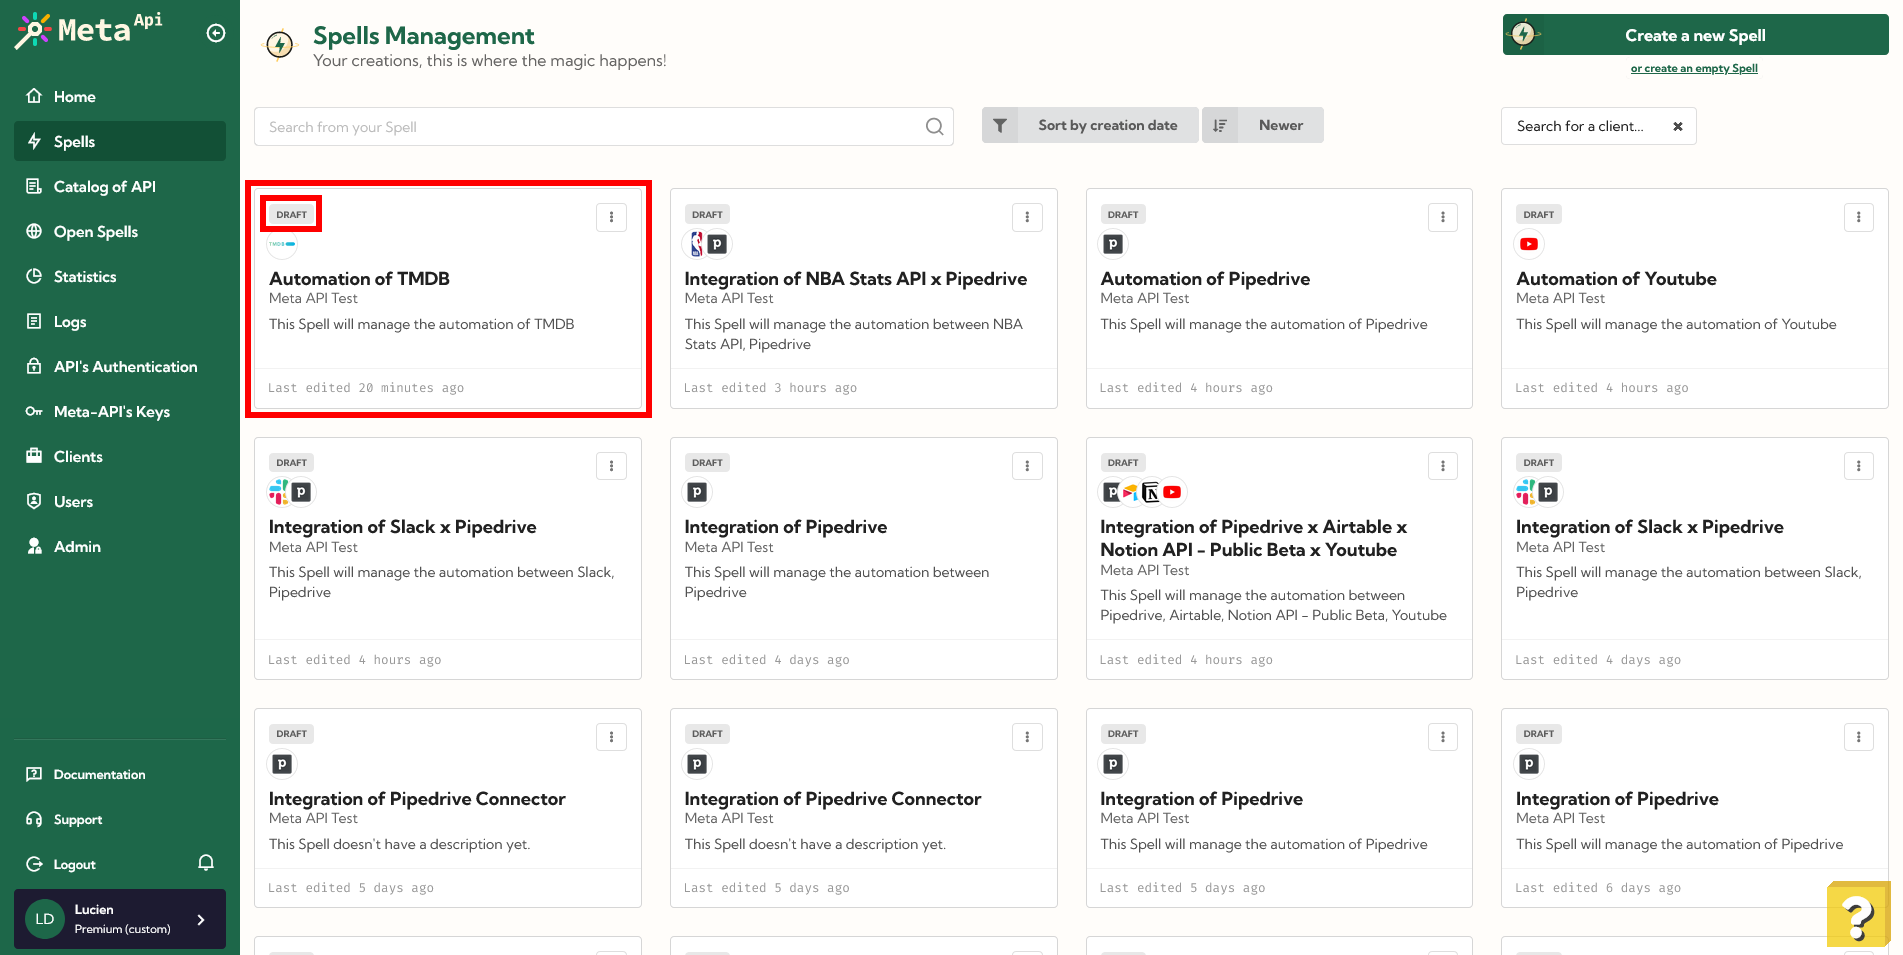 Meta Api
Home
Spells
Catalog of API
Open Spells
Statistics
Logs
API's Authentication
Meta-API's Keys
Clients
Users
Admin
Documentation
Support
Logout
LD
Lucien
Premium (custom)
Spells Management
Your creations, this is where the magic happens!
Create a new Spell
or create an empty Spell
Search from your Spell
Sort by creation date
Newer
Search for a client...
DRAFT
TMDB
Automation of TMDB
Meta API Test
This Spell will manage the automation of TMDB
Last edited 20 minutes ago
DRAFT
p
Integration of NBA Stats API x Pipedrive
Meta API Test
This Spell will manage the automation between NBA
Stats API, Pipedrive
Last edited 3 hours ago
DRAFT
p
Automation of Pipedrive
Meta API Test
This Spell will manage the automation of Pipedrive
Last edited 4 hours ago
DRAFT
Automation of Youtube
Meta API Test
This Spell will manage the automation of Youtube
Last edited 4 hours ago
DRAFT
p
Integration of Slack x Pipedrive
Meta API Test
This Spell will manage the automation between Slack,
Pipedrive
Last edited 4 hours ago
DRAFT
p
Integration of Pipedrive
Meta API Test
This Spell will manage the automation between
Pipedrive
Last edited 4 days ago
DRAFT
p N
Integration of Pipedrive x Airtable x
Notion API - Public Beta x Youtube
Meta API Test
This Spell will manage the automation between
Pipedrive, Airtable, Notion API - Public Beta, Youtube
Last edited 4 hours ago
DRAFT
p
Integration of Slack x Pipedrive
Meta API Test
This Spell will manage the automation between Slack,
Pipedrive
Last edited 4 days ago
DRAFT
p
Integration of Pipedrive Connector
Meta API Test
This Spell doesn't have a description yet.
Last edited 5 days ago
DRAFT
p
Integration of Pipedrive Connector
Meta API Test
This Spell doesn't have a description yet.
Last edited 5 days ago
DRAFT
p
Integration of Pipedrive
Meta API Test
This Spell will manage the automation of Pipedrive
Last edited 5 days ago
DRAFT
p
Integration of Pipedrive
Meta API Test
This Spell will manage the automation of Pipedrive
Last edited 6 days ago
?